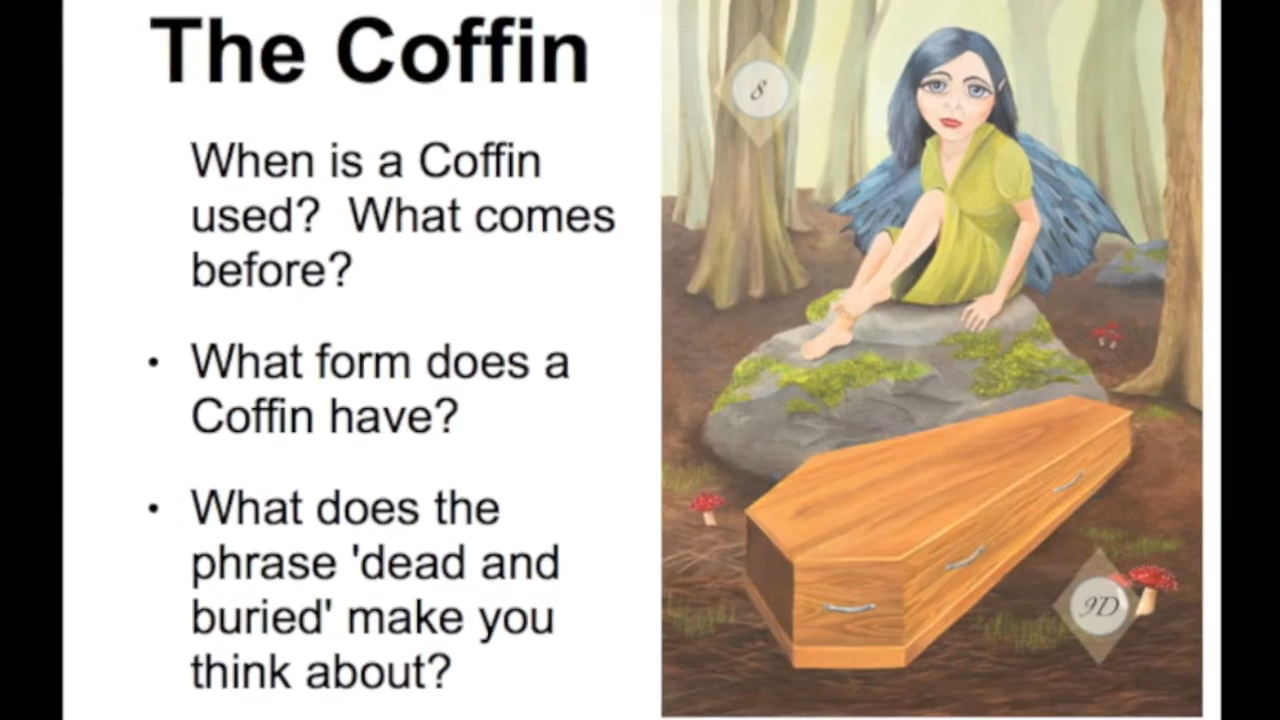 The Coffin
When is a Coffin
used?  What comes
before?
• What form does a
Coffin have?
• What does the
phrase 'dead and
buried' make you
think about?
8
9D